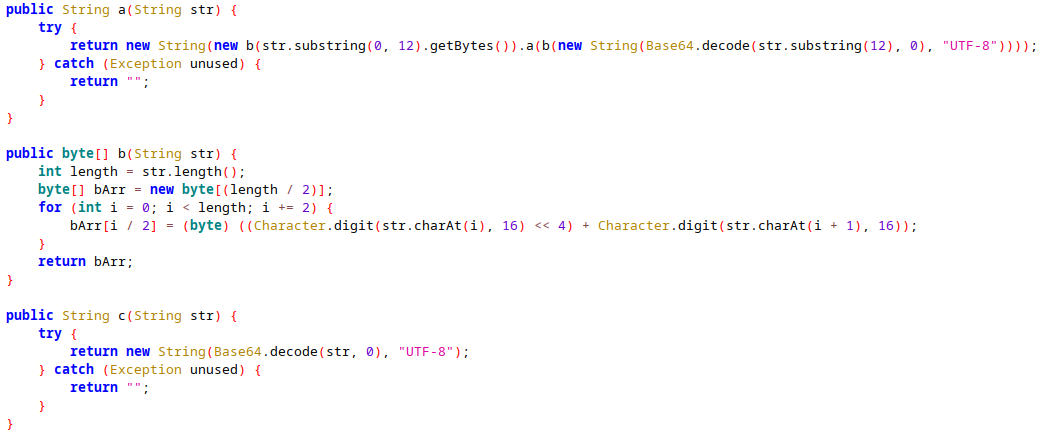 public String a(String str) {
    try {
        return new String(new b(str.substring(0, 12).getBytes()).a(b(new String(Base64.decode(str.substring(12), 0), "UTF-8"))));
    } catch (Exception unused) {
        return "";
    }
}

public byte[] b(String str) {
    int length = str.length();
    byte[] bArr = new byte[(length / 2)];
    for (int i = 0; i < length; i += 2) {
        bArr[i / 2] = (byte) ((Character.digit(str.charAt(i), 16) << 4) + Character.digit(str.charAt(i + 1), 16));
    }
    return bArr;
}

public String c(String str) {
    try {
        return new String(Base64.decode(str, 0), "UTF-8");
    } catch (Exception unused) {
        return "";
    }
}